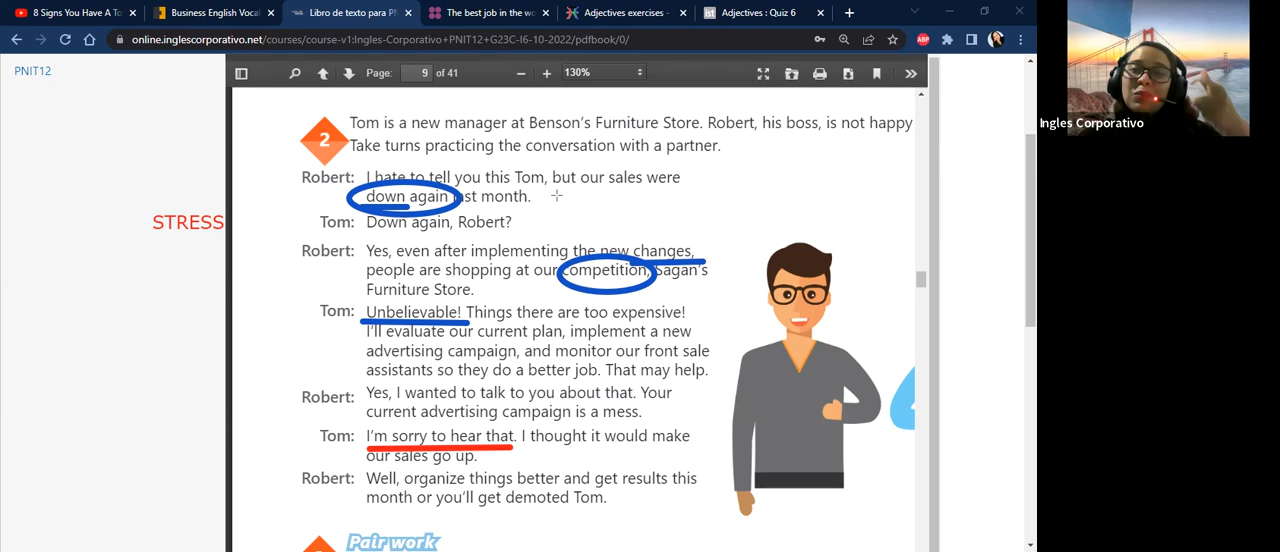 8 Signs You Have A To
Business English Vocal
Libro de texto para PN
The best job in the wo
Adjectives exercises -
Adjectives : Quiz 6
online.inglescorporativo.net/courses/course-v1:Ingles-Corporativo+PNIT12+G23C-I6-10-2022/pdfbook/0/
ABP
PNIT12
Page: 9 of 41
130%
Ingles Corporativo
2
Tom is a new manager at Benson's Furniture Store. Robert, his boss, is not happy
Take turns practicing the conversation with a partner.
Robert: I hate to tell you this Tom, but our sales were
down again last month.
STRESS
Tom: Down again, Robert?
Robert: Yes, even after implementing the new changes,
people are shopping at our competition, Sagan's
Furniture Store.
Tom: Unbelievable! Things there are too expensive!
I'll evaluate our current plan, implement a new
advertising campaign, and monitor our front sale
assistants so they do a better job. That may help.
Robert: Yes, I wanted to talk to you about that. Your
current advertising campaign is a mess.
Tom: I'm sorry to hear that. I thought it would make
our sales go up.
Robert: Well, organize things better and get results this
month or you'll get demoted Tom.
Pair work